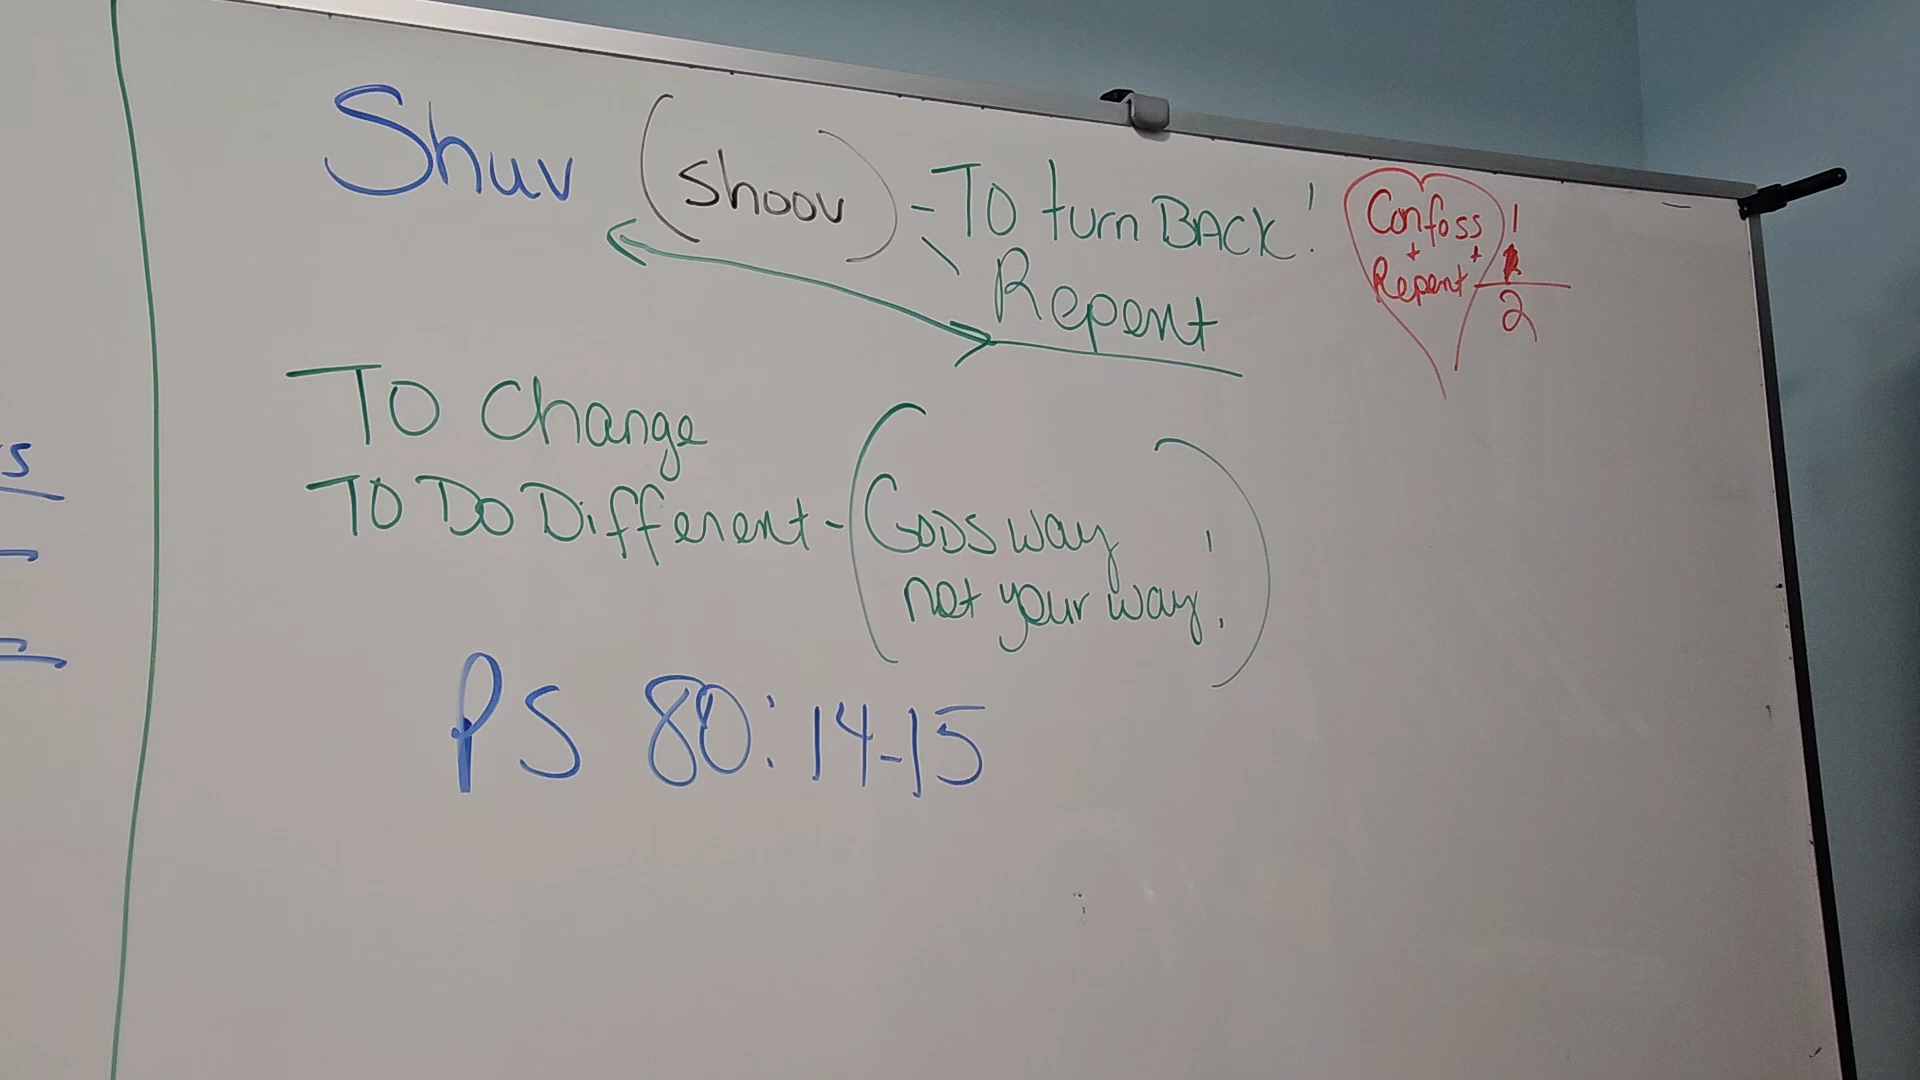 Shuv (shoov) - TO turn BACK!
Repent
TO Change
TO DO Different - (GODS way
not your way!)
PS 80:14-15
Confess 1
+ +
Repent 2
s